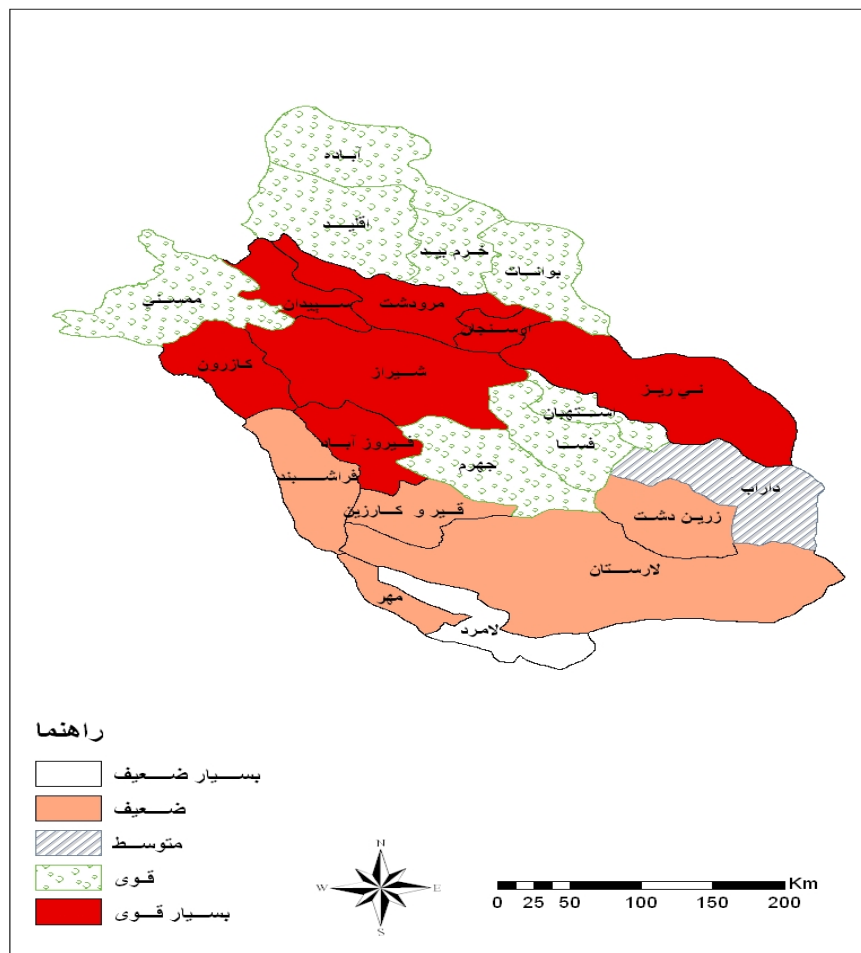 آباده
اقلید
خرم بید
بوانات
ممسنی
سپیدان
مرودشت
ارسنجان
کازرون
شیراز
نی ریز
استهبان
فیروز آباد
فسا
جهرم
فراشبند
داراب
قیر و کارزین
زرین دشت
لارستان
مهر
لامرد
راهنما
بسیار ضعیف
ضعیف
متوسط
قوی
بسیار قوی
N
W E
S
Km
0 25 50 100 150 200